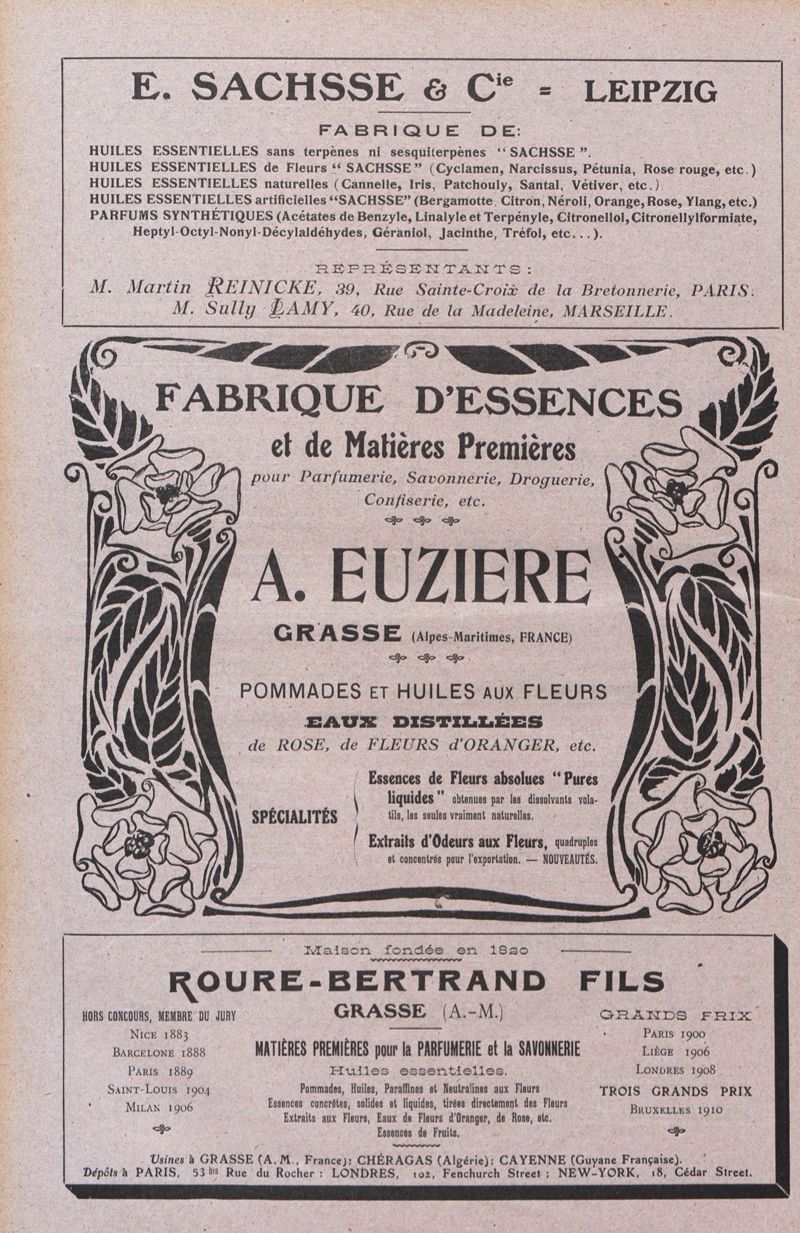 E. SACHSSE & Cie = LEIPZIG
FABRIQUE DE:
HUILES ESSENTIELLES sans terpènes ni sesquiterpènes “ SACHSSE ”.
HUILES ESSENTIELLES de Fleurs “ SACHSSE ” (Cyclamen, Narcissus, Pétunia, Rose rouge, etc.)
HUILES ESSENTIELLES naturelles (Cannelle, Iris, Patchouly, Santal, Vétiver, etc.)
HUILES ESSENTIELLES artificielles “SACHSSE” (Bergamotte, Citron, Néroli, Orange, Rose, Ylang, etc.)
PARFUMS SYNTHÉTIQUES (Acétates de Benzyle, Linalyle et Terpényle, Citronellol, Citronellylformiate,
Heptyl-Octyl-Nonyl-Décylaldéhydes, Géraniol, Jacinthe, Tréfol, etc...).
REPRÉSENTANTS :
M. Martin REINICKE, 39, Rue Sainte-Croix de la Bretonnerie, PARIS.
M. Sully LAMY, 40, Rue de la Madeleine, MARSEILLE.
FABRIQUE D'ESSENCES
et de Matières Premières
pour Parfumerie, Savonnerie, Droguerie,
Confiserie, etc.
A. EUZIERE
GRASSE (Alpes-Maritimes, FRANCE)
POMMADES ET HUILES AUX FLEURS
EAUX DISTILLÉES
de ROSE, de FLEURS d'ORANGER, etc.
SPÉCIALITÉS
Essences de Fleurs absolues “Pures
liquides” obtenues par les dissolvants vola-
tils, les seules vraiment naturelles.
Extraits d'Odeurs aux Fleurs, quadruples
et concentrés pour l'exportation. — NOUVEAUTÉS.
Maison fondée en 1820
ROURE-BERTRAND FILS
GRASSE (A.-M.)
HORS CONCOURS, MEMBRE DU JURY
NICE 1883
BARCELONE 1888
PARIS 1889
SAINT-LOUIS 1904
MILAN 1906
MATIÈRES PREMIÈRES pour la PARFUMERIE et la SAVONNERIE
Huiles essentielles.
Pommades, Huiles, Paraffines et Neutralines aux Fleurs
Essences concrètes, solides et liquides, tirées directement des Fleurs
Extraits aux Fleurs, Eaux de Fleurs d'Oranger, de Rose, etc.
Essences de Fruits.
GRANDS PRIX
PARIS 1900
LIÉGE 1906
LONDRES 1908
TROIS GRANDS PRIX
BRUXELLES 1910
Usines à GRASSE (A. M., France); CHÉRAGAS (Algérie); CAYENNE (Guyane Française).
Dépôts à PARIS, 53 bis Rue du Rocher : LONDRES, 102, Fenchurch Street ; NEW-YORK, 18, Cédar Street.